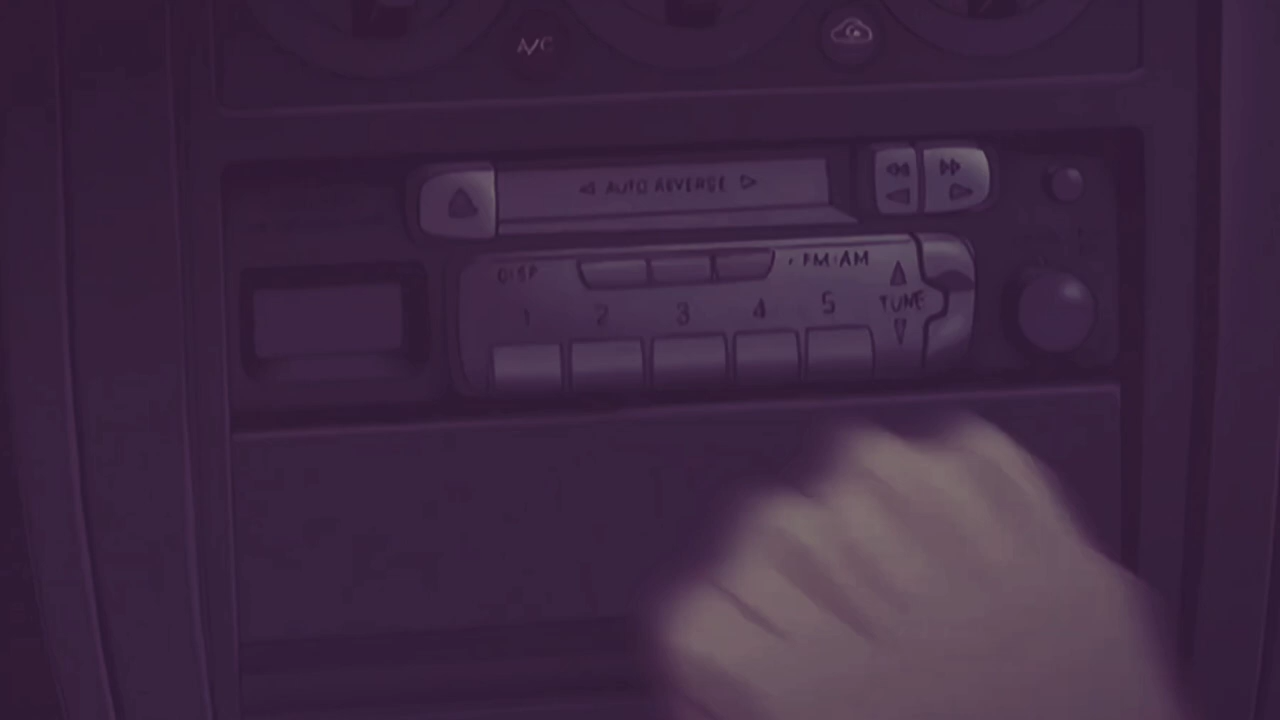 A/C
◁ AUTO REVERSE ▷
DISP
FM/AM
1 2 3 4 5
TUNE